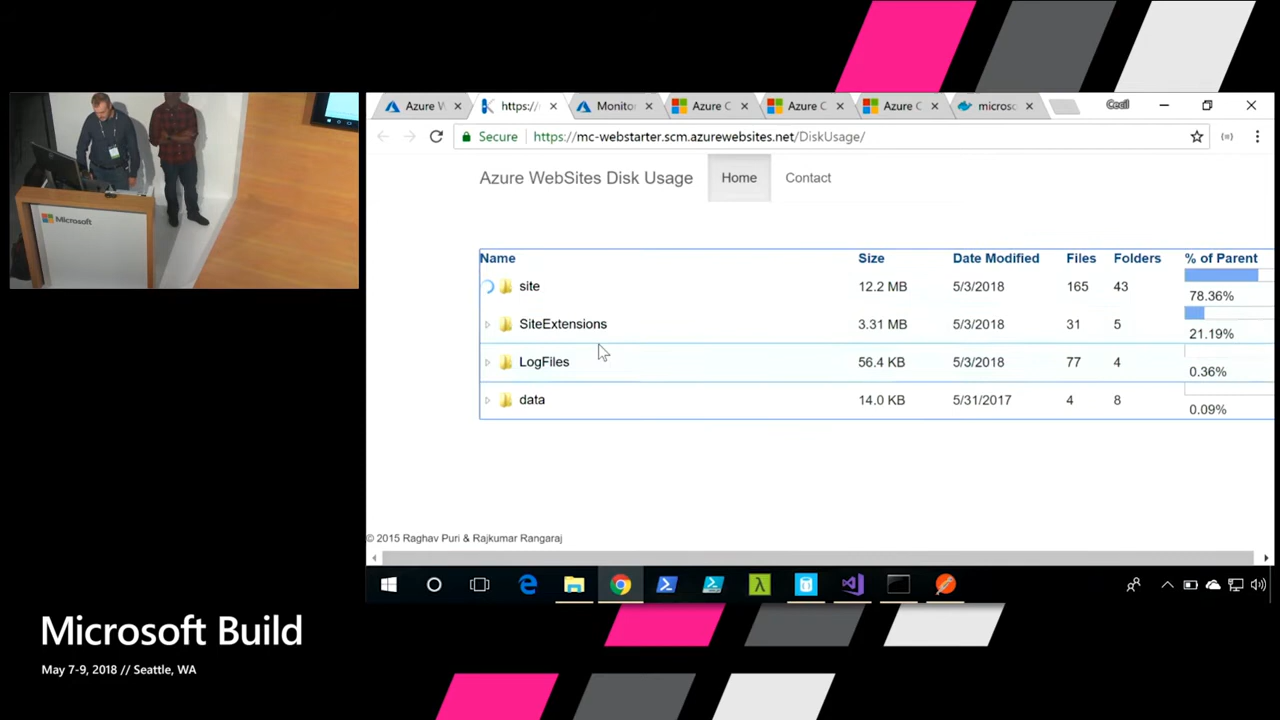 Microsoft
Azure W
https://
Monitor
Azure C
Azure C
Azure C
microsc
Cecil
Secure
https://mc-webstarter.scm.azurewebsites.net/DiskUsage/
Azure WebSites Disk Usage
Home
Contact
Name Size Date Modified Files Folders % of Parent
site 12.2 MB 5/3/2018 165 43 78.36%
SiteExtensions 3.31 MB 5/3/2018 31 5 21.19%
LogFiles 56.4 KB 5/3/2018 77 4 0.36%
data 14.0 KB 5/31/2017 4 8 0.09%
© 2015 Raghav Puri & Rajkumar Rangaraj
Microsoft Build
May 7-9, 2018 // Seattle, WA